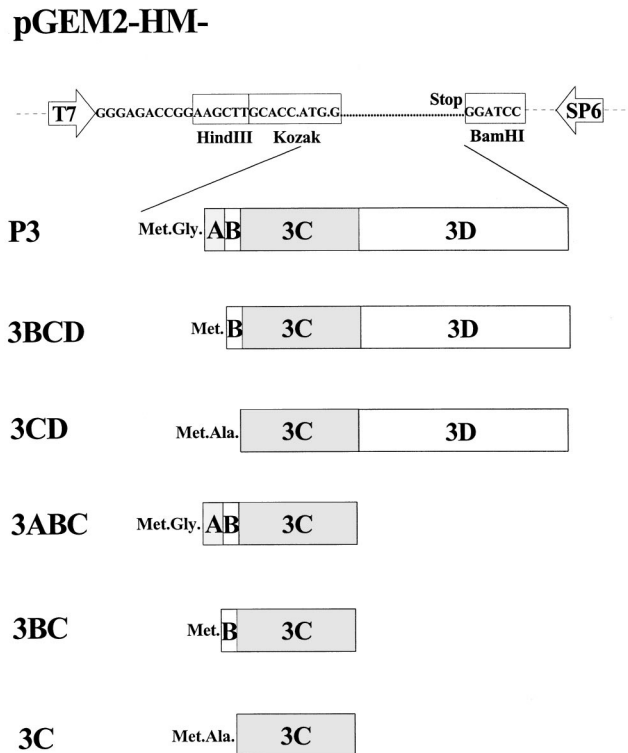 pGEM2-HM-
T7 GGGAGACCGGAAGCTTGCACC.ATG.G Stop GGATCC SP6
HindIII Kozak BamHI
P3 Met.Gly. A B 3C 3D
3BCD Met. B 3C 3D
3CD Met.Ala. 3C 3D
3ABC Met.Gly. A B 3C
3BC Met. B 3C
3C Met.Ala. 3C